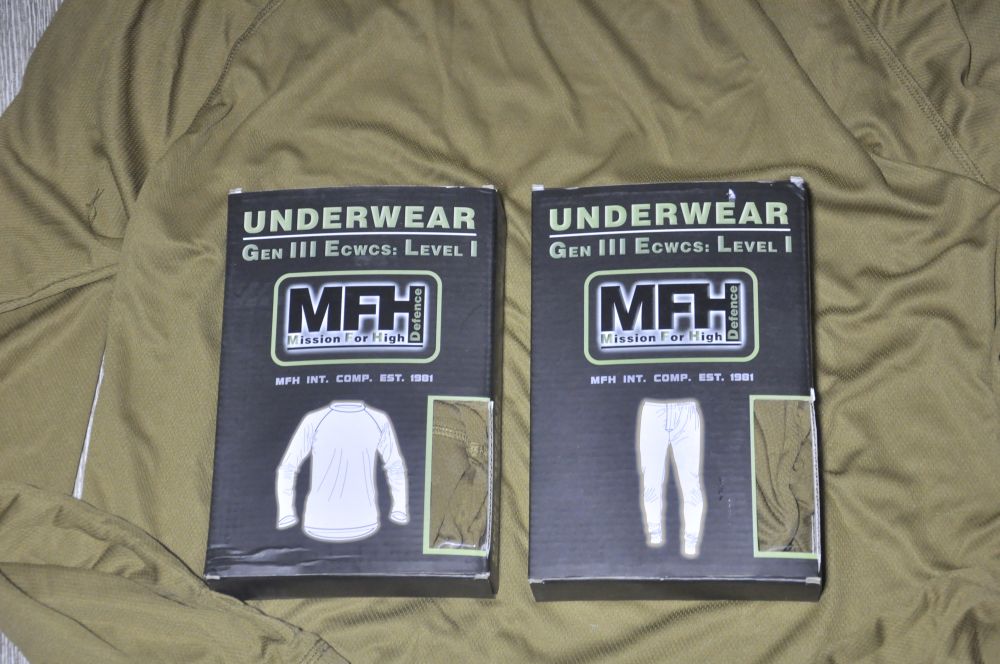 UNDERWEAR
GEN III ECWCS: LEVEL I
MFH
Defence
Mission For High
MFH INT. COMP. EST. 1981
UNDERWEAR
GEN III ECWCS: LEVEL I
MFH
Defence
Mission For High
MFH INT. COMP. EST. 1981